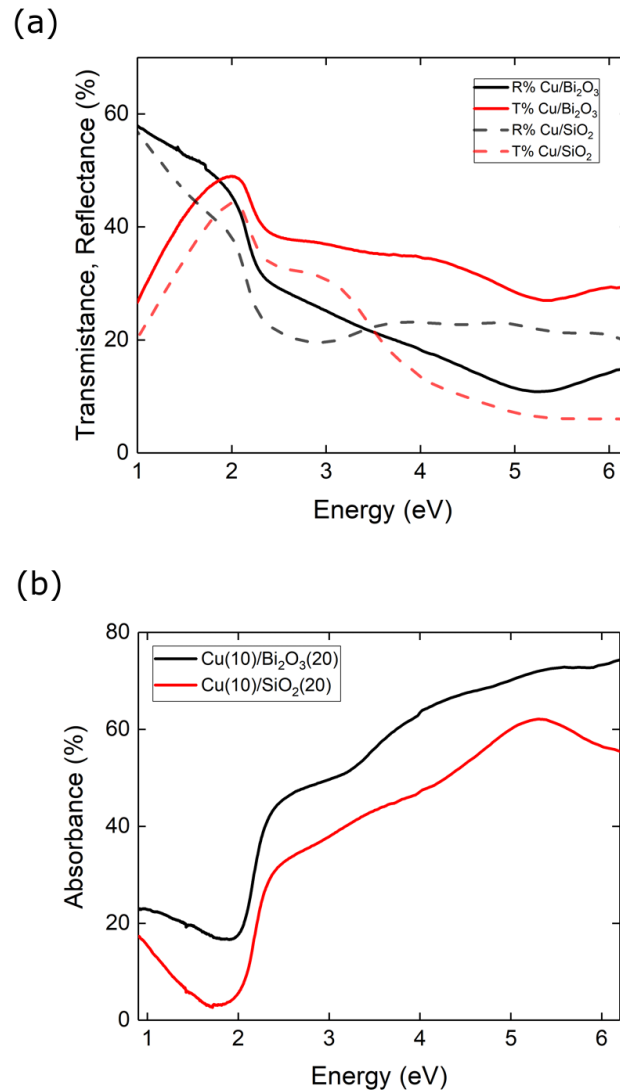 (a)
Transmistance, Reflectance (%)
60
40
20
0
R% Cu/Bi₂O₃
T% Cu/Bi₂O₃
R% Cu/SiO₂
T% Cu/SiO₂
1 2 3 4 5 6
Energy (eV)
(b)
Absorbance (%)
80
60
40
20
0
Cu(10)/Bi₂O₃(20)
Cu(10)/SiO₂(20)
1 2 3 4 5 6
Energy (eV)